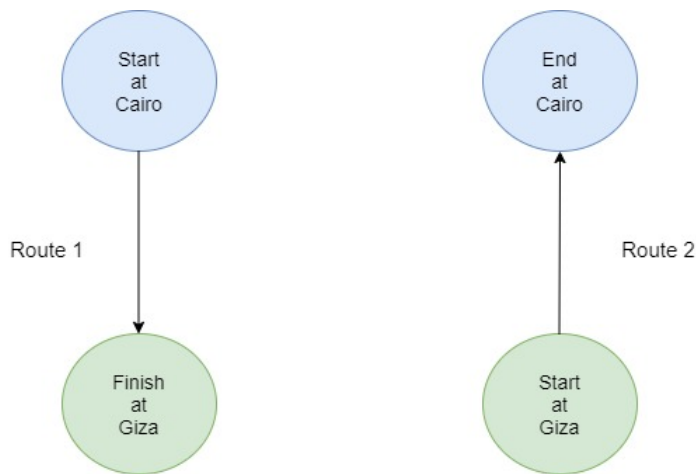 Start
at
Cairo
End
at
Cairo
Route 1
Route 2
Finish
at
Giza
Start
at
Giza